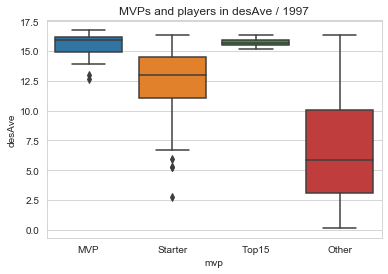 MVPs and players in desAve / 1997
desAve
17.5
15.0
12.5
10.0
7.5
5.0
2.5
0.0
MVP Starter Top15 Other
mvp